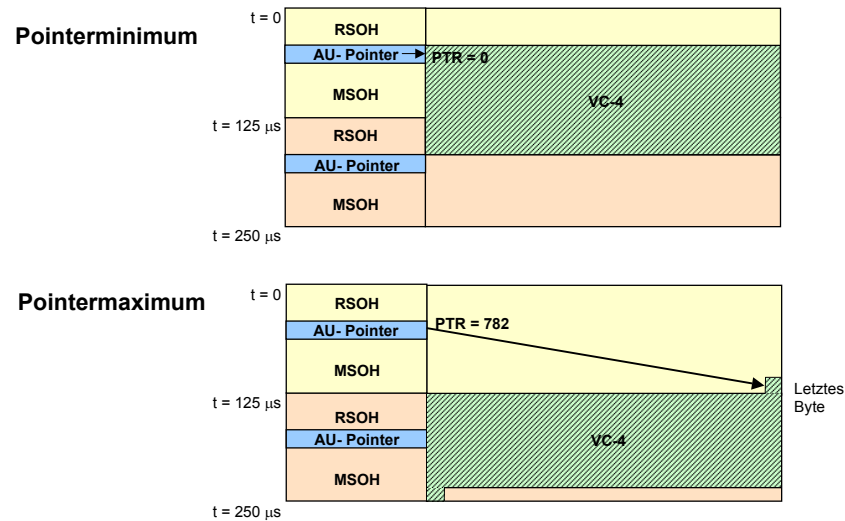 Pointerminimum
t = 0
RSOH
AU- Pointer
PTR = 0
MSOH
VC-4
t = 125 µs
RSOH
AU- Pointer
MSOH
t = 250 µs
Pointermaximum
t = 0
RSOH
AU- Pointer
PTR = 782
MSOH
Letztes
Byte
t = 125 µs
RSOH
AU- Pointer
VC-4
MSOH
t = 250 µs